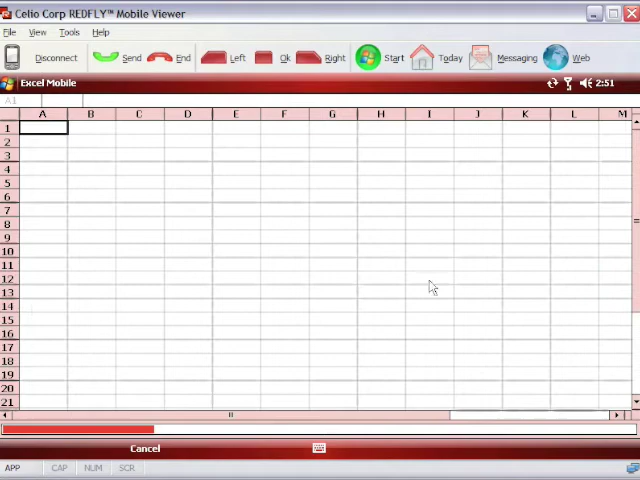 Celio Corp REDFLY™ Mobile Viewer
File View Tools Help
Disconnect Send End Left Ok Right Start Today Messaging Web
Excel Mobile 2:51
A1
A B C D E F G H I J K L M
1
2
3
4
5
6
7
8
9
10
11
12
13
14
15
16
17
18
19
20
21
Cancel
APP CAP NUM SCR